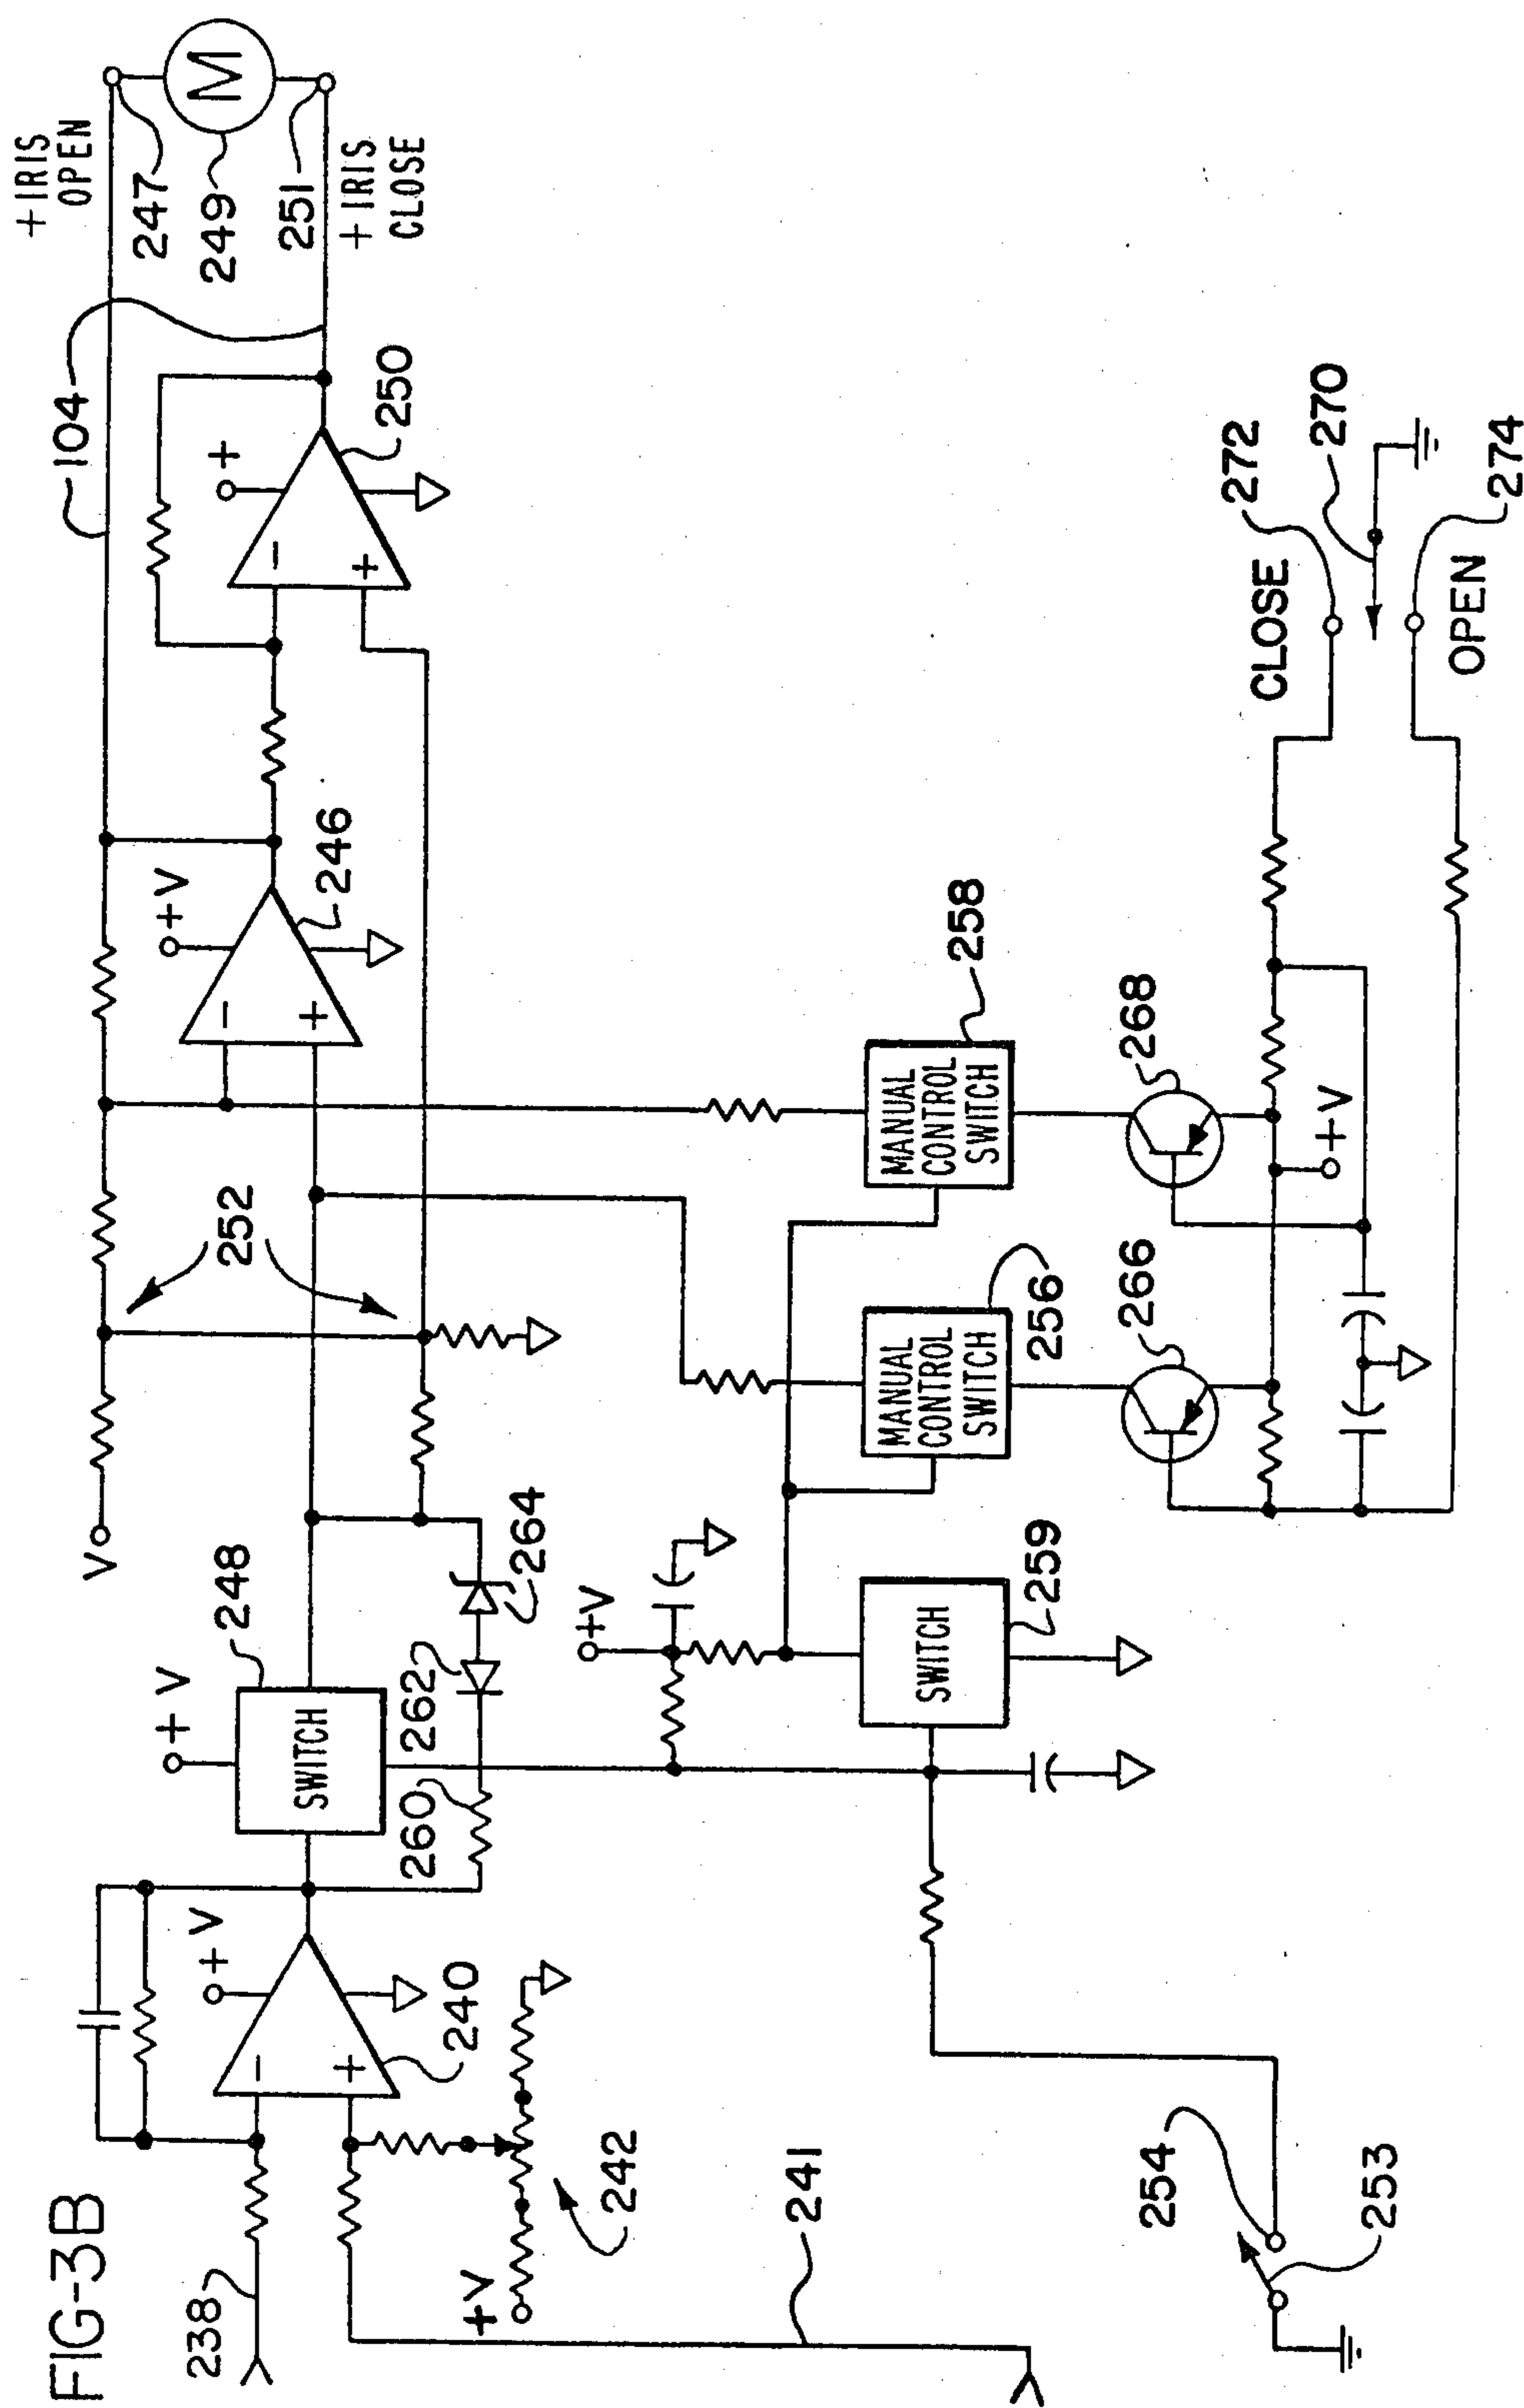 FIG-3B
238
240
+V
242
+V
241
254
253
+ V
SWITCH
248
260
262
264
V
252
+V
246
104
+
250
+IRIS
OPEN
247
M
249
251
+IRIS
CLOSE
+V
SWITCH
259
MANUAL
CONTROL
SWITCH
256
MANUAL
CONTROL
SWITCH
258
266
268
+V
CLOSE
272
270
OPEN
274
-
+
-
+
-
+